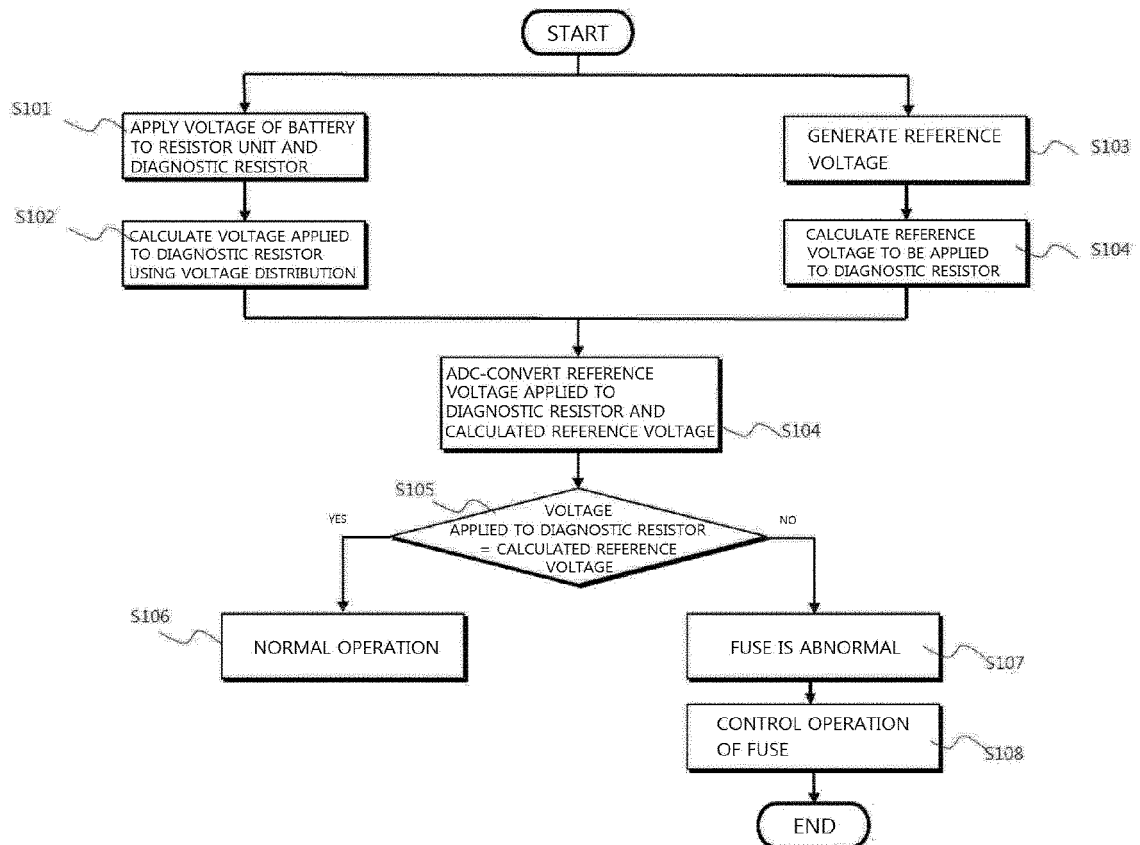 START
S101
APPLY VOLTAGE OF BATTERY
TO RESISTOR UNIT AND
DIAGNOSTIC RESISTOR
GENERATE REFERENCE
VOLTAGE
S103
S102
CALCULATE VOLTAGE APPLIED
TO DIAGNOSTIC RESISTOR
USING VOLTAGE DISTRIBUTION
CALCULATE REFERENCE
VOLTAGE TO BE APPLIED
TO DIAGNOSTIC RESISTOR
S104
ADC-CONVERT REFERENCE
VOLTAGE APPLIED TO
DIAGNOSTIC RESISTOR AND
CALCULATED REFERENCE VOLTAGE
S104
S105
VOLTAGE
APPLIED TO DIAGNOSTIC RESISTOR
= CALCULATED REFERENCE
VOLTAGE
YES
NO
S106
NORMAL OPERATION
FUSE IS ABNORMAL
S107
CONTROL OPERATION
OF FUSE
S108
END